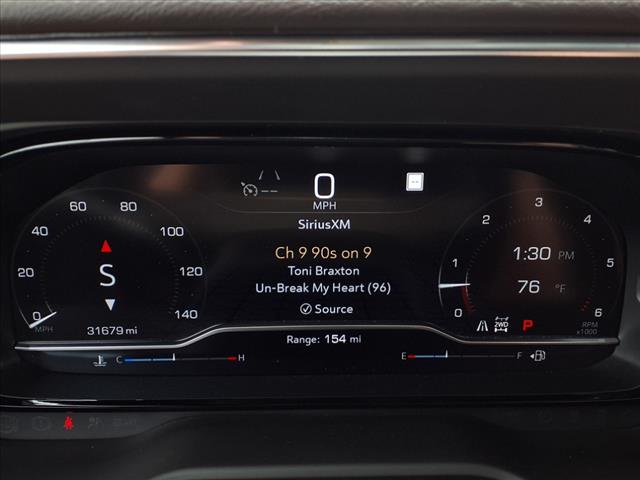 0
MPH
SiriusXM
Ch 9 90s on 9
Toni Braxton
Un-Break My Heart (96)
Source
Range: 154 mi
0 20 40 60 80 100 120 140
MPH
S
31679 mi
C H
0 1 2 3 4 5 6
1:30 PM
76 °F
2WD P
RPM
x1000
E F